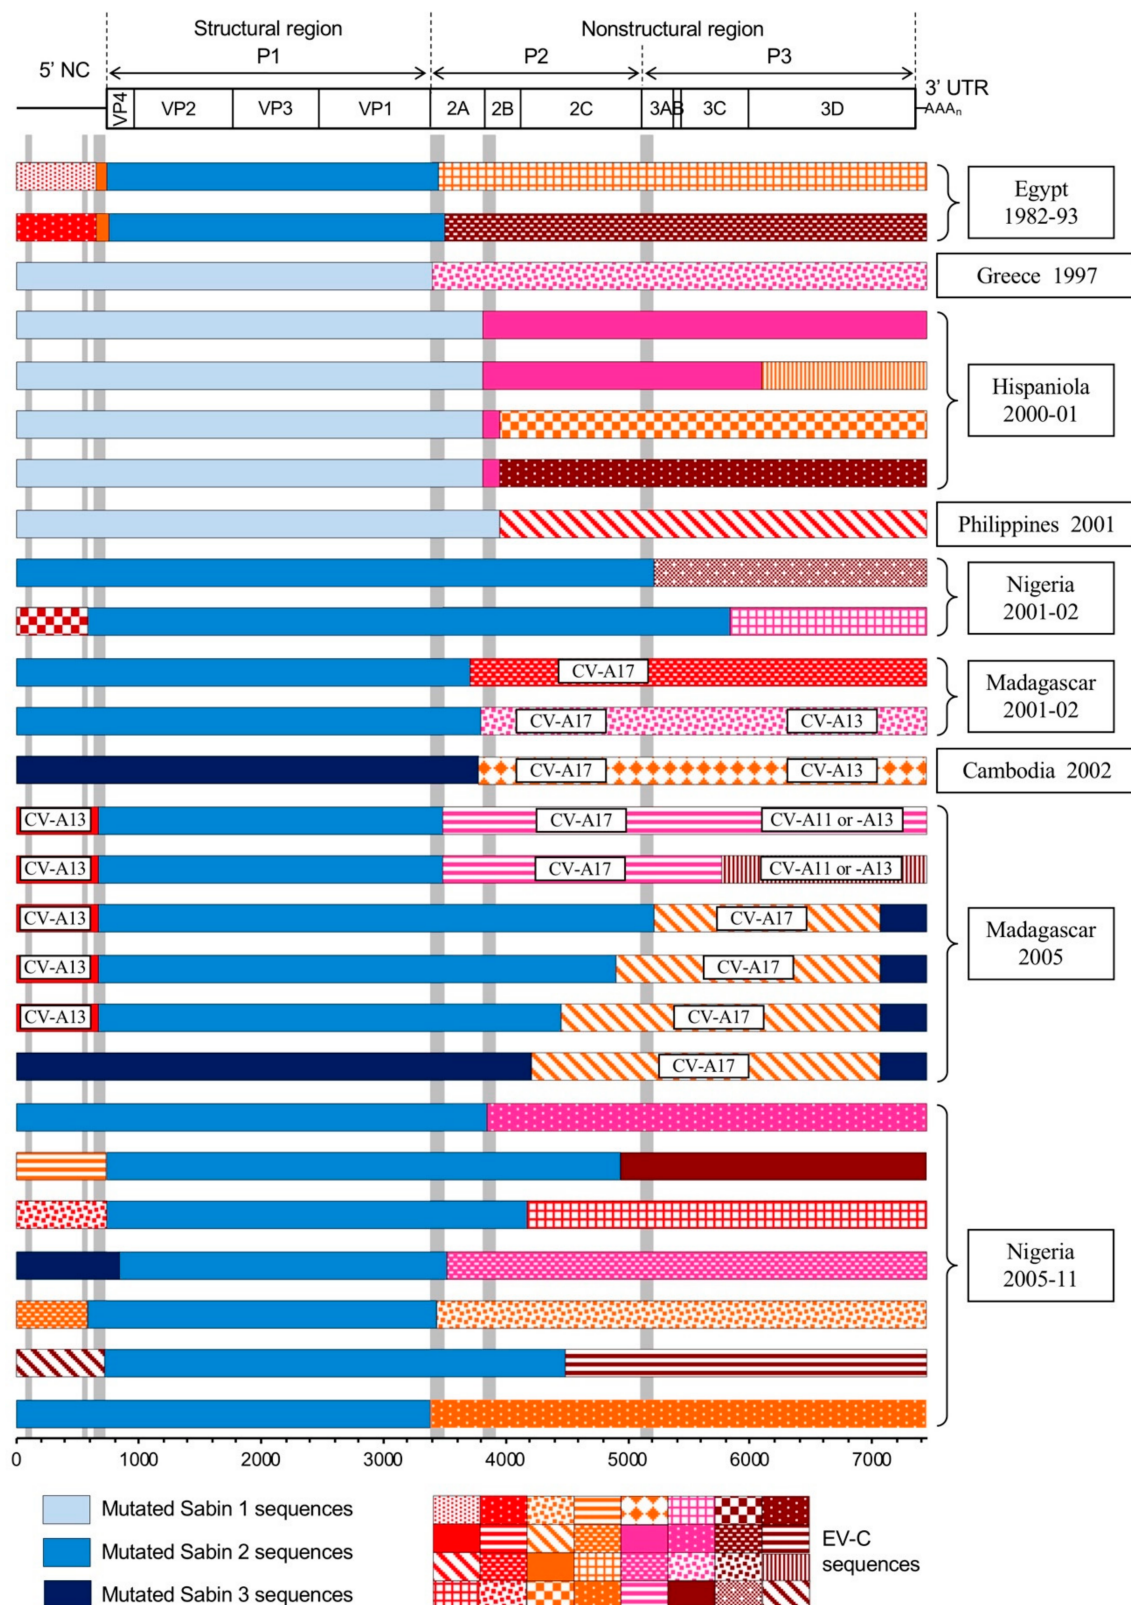 Structural region
Nonstructural region
5' NC
P1
P2
P3
3' UTR
VP4
VP2
VP3
VP1
2A
2B
2C
3AB
3C
3D
AAAn
Egypt
1982-93
Greece 1997
Hispaniola
2000-01
Philippines 2001
Nigeria
2001-02
CV-A17
Madagascar
2001-02
CV-A17
CV-A13
CV-A17
CV-A13
Cambodia 2002
CV-A13
CV-A17
CV-A11 or -A13
CV-A13
CV-A17
CV-A11 or -A13
CV-A13
CV-A17
Madagascar
2005
CV-A13
CV-A17
CV-A13
CV-A17
CV-A17
Nigeria
2005-11
0 1000 2000 3000 4000 5000 6000 7000
Mutated Sabin 1 sequences
Mutated Sabin 2 sequences
Mutated Sabin 3 sequences
EV-C
sequences